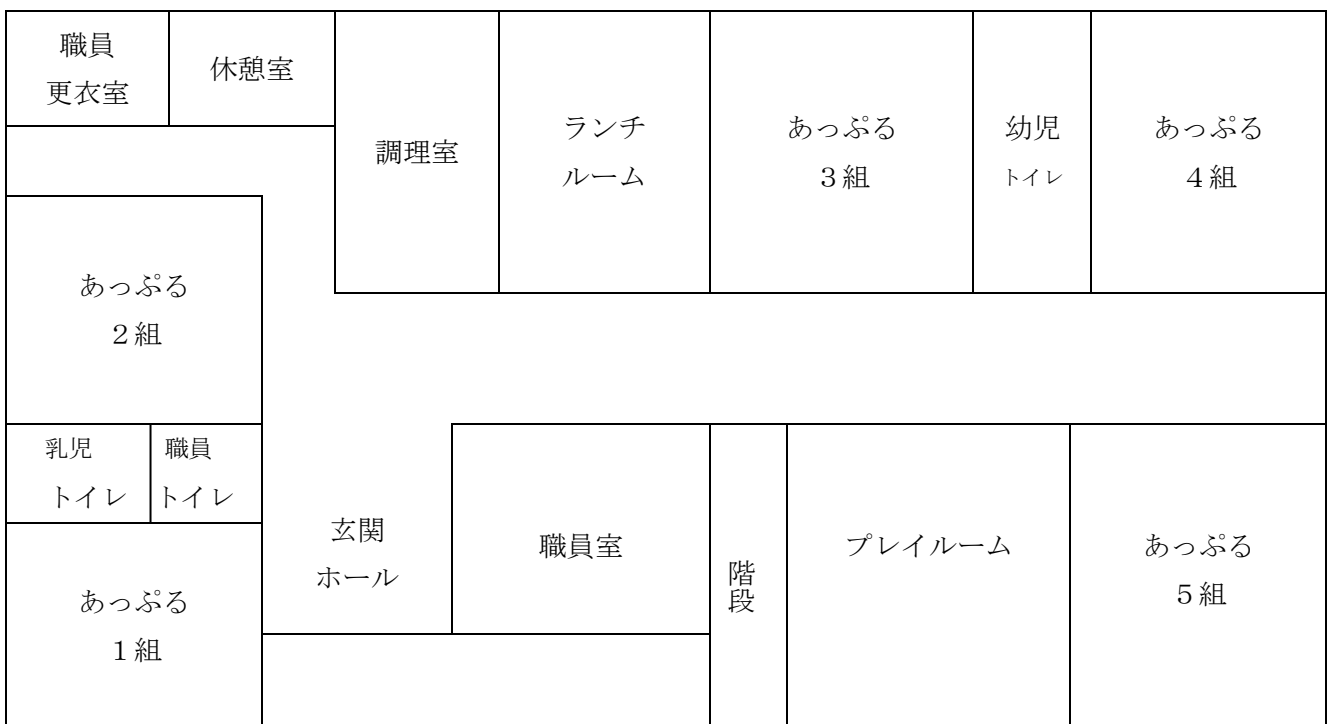 職員
更衣室
休憩室
調理室
ランチ
ルーム
あっぷる
３組
幼児
トイレ
あっぷる
４組
あっぷる
２組
乳児
トイレ
職員
トイレ
あっぷる
１組
玄関
ホール
職員室
階段
プレイルーム
あっぷる
５組